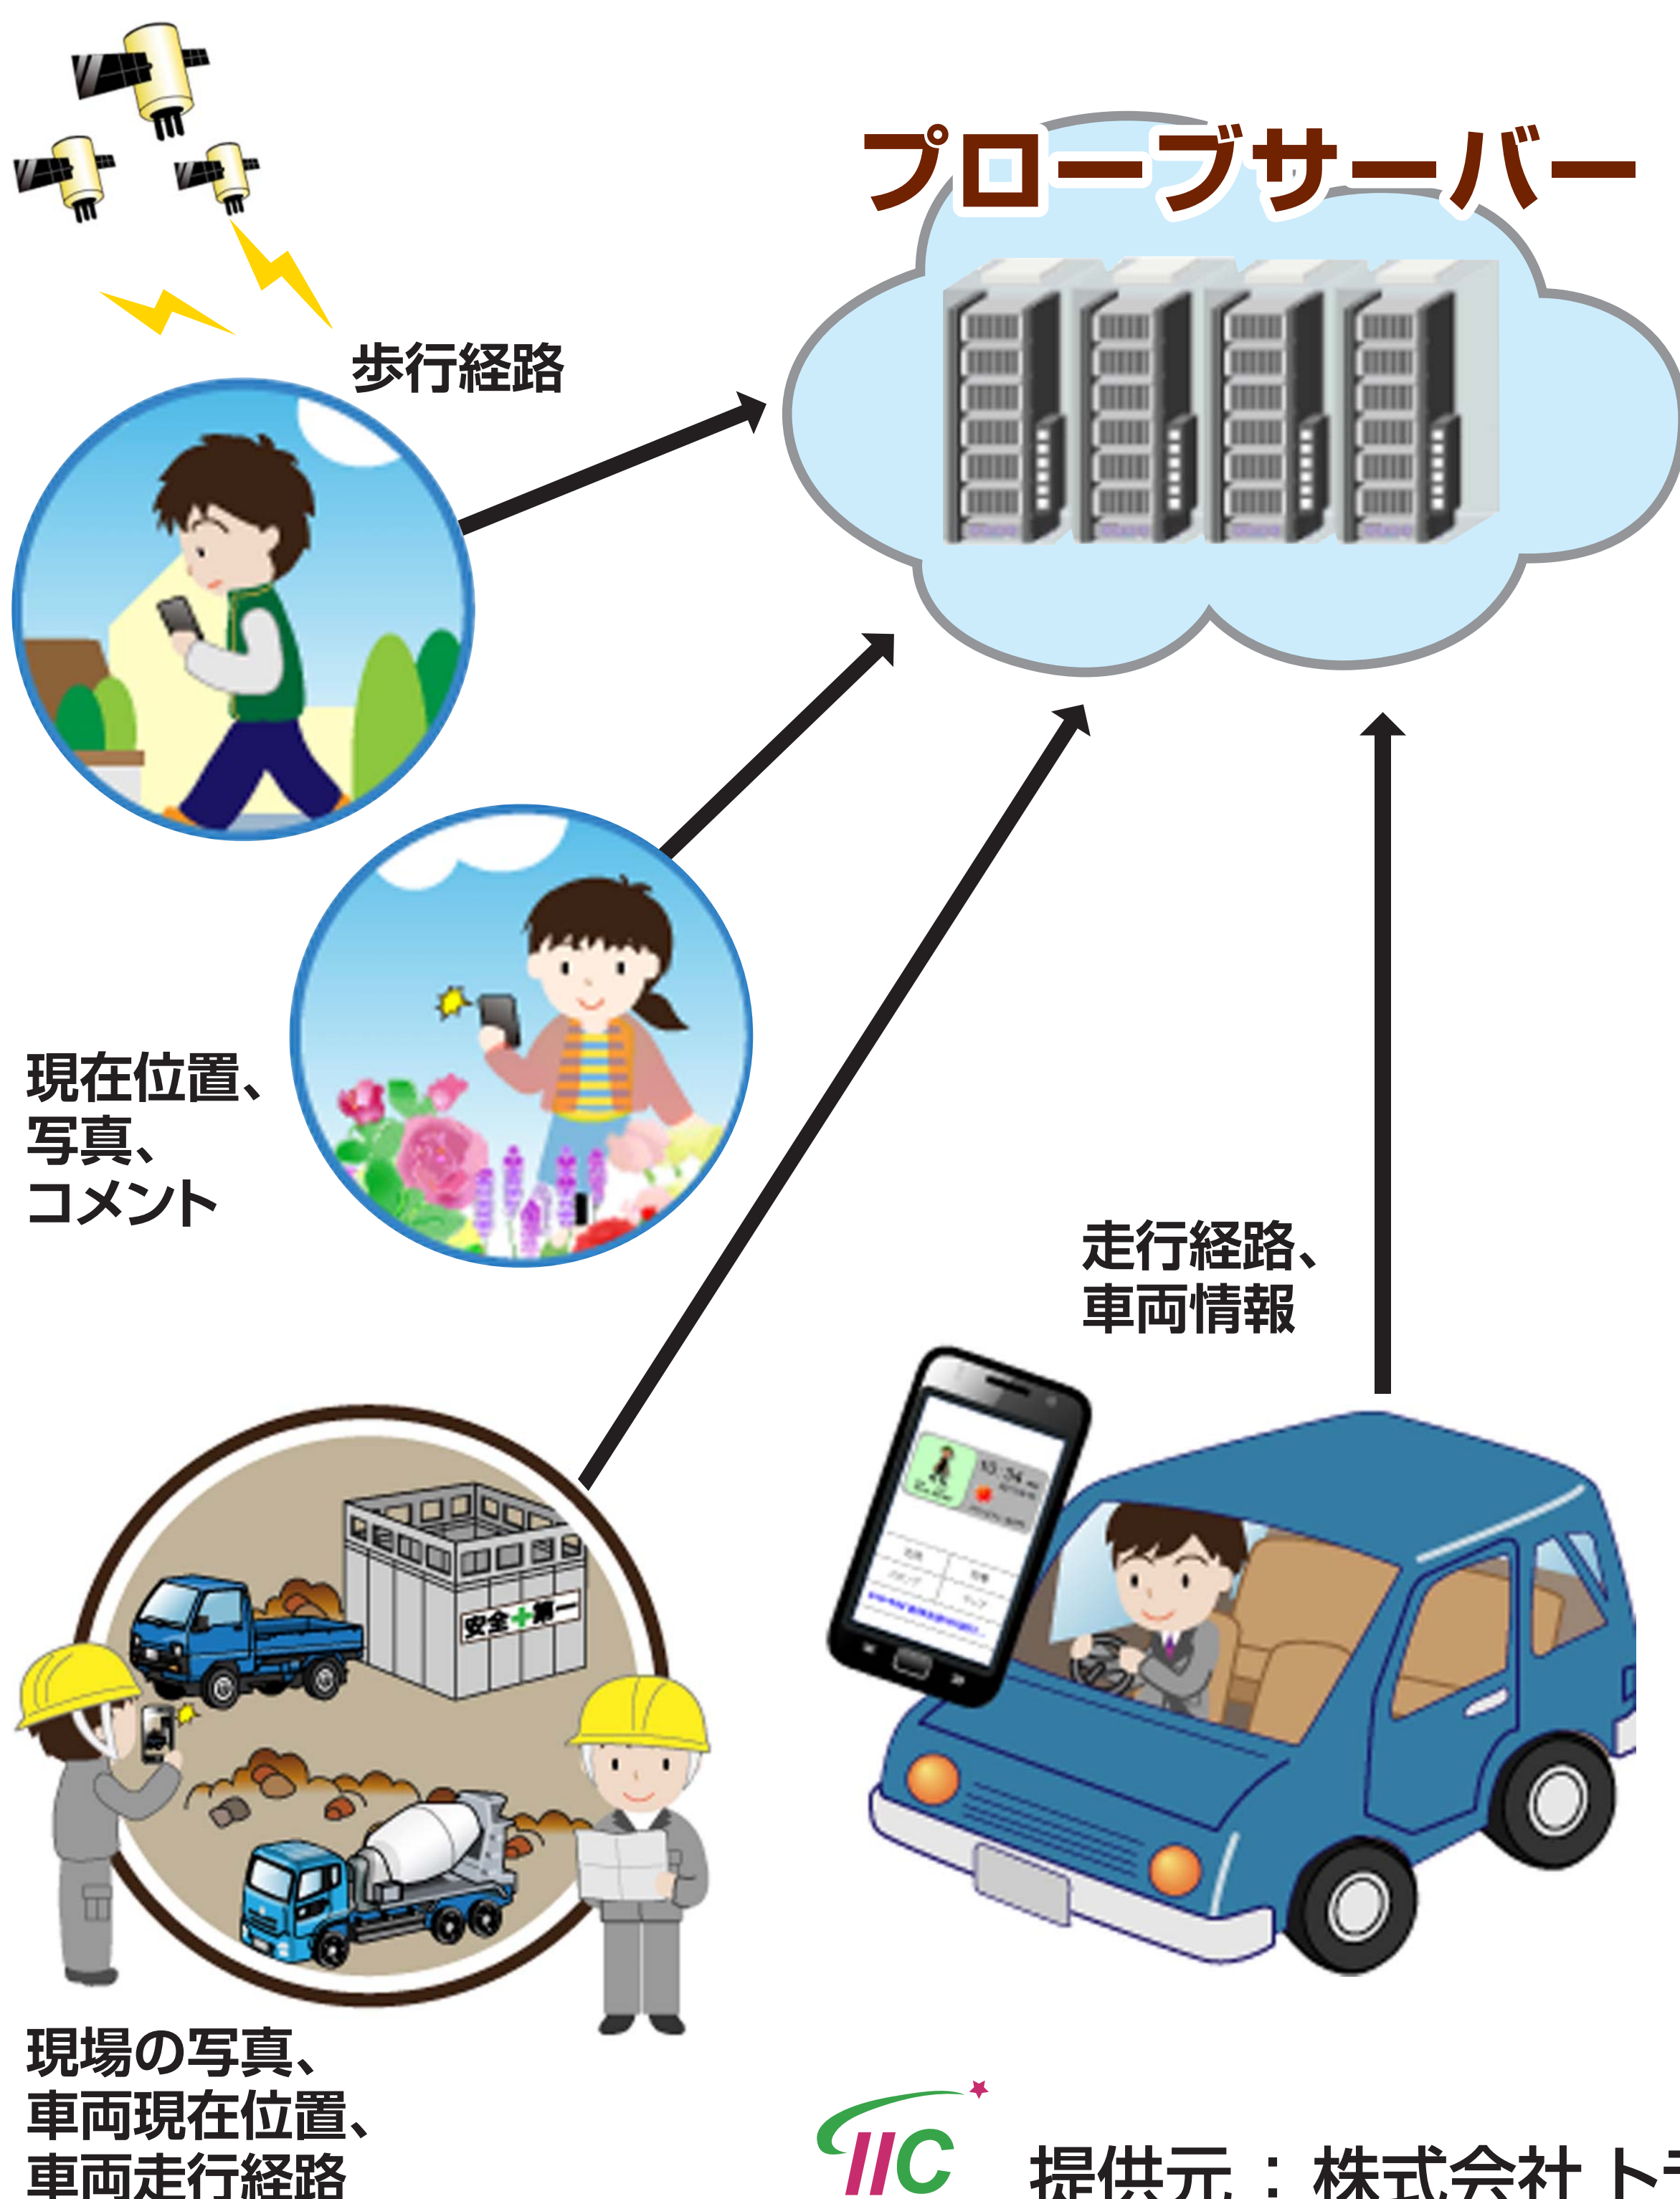 プローブサーバー
歩行経路
現在位置、
写真、
コメント
走行経路、
車両情報
安全+第一
現場の写真、
車両現在位置、
車両走行経路
IIC
提供元：株式会社